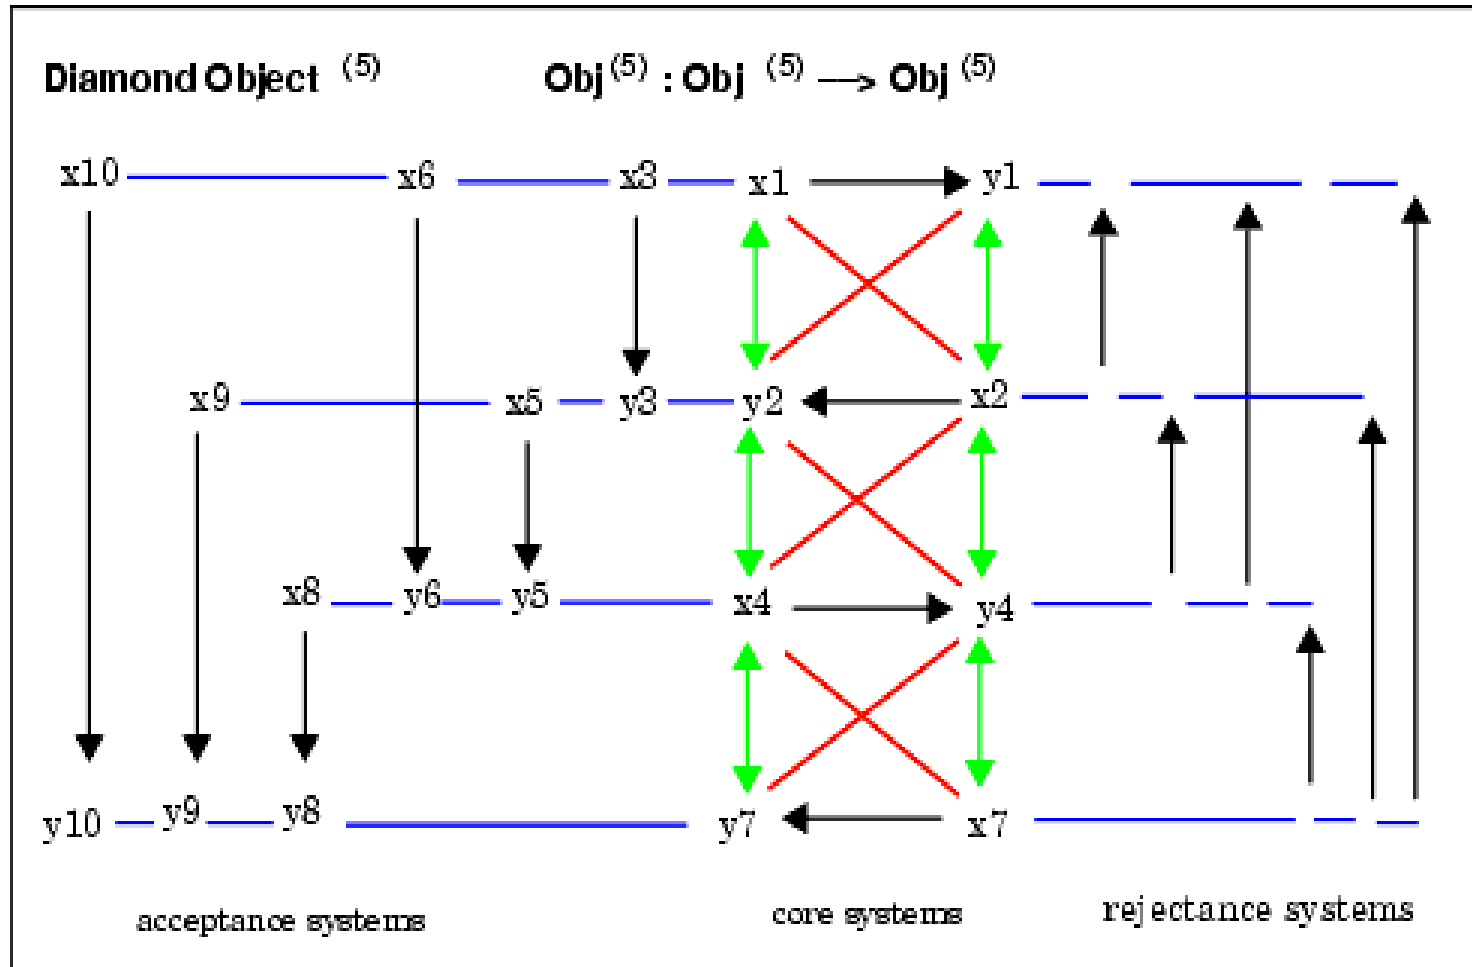 Diamond Object (5) Obj(5) : Obj (5) —> Obj(5)
x10 x6 x3 x1 y1
x9 x5 y3 y2 x2
x8 y6 y5 x4 y4
y10 y9 y8 y7 x7
acceptance systems core systems rejectance systems